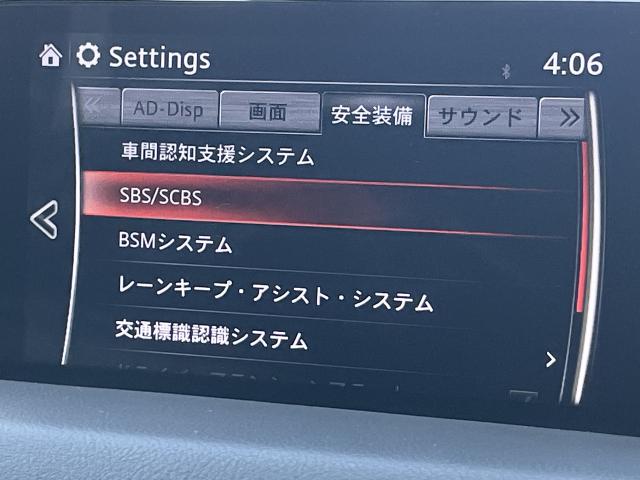 Settings
4:06
AD-Disp
画面
安全装備
サウンド
車間認知支援システム
SBS/SCBS
BSMシステム
レーンキープ・アシスト・システム
交通標識認識システム